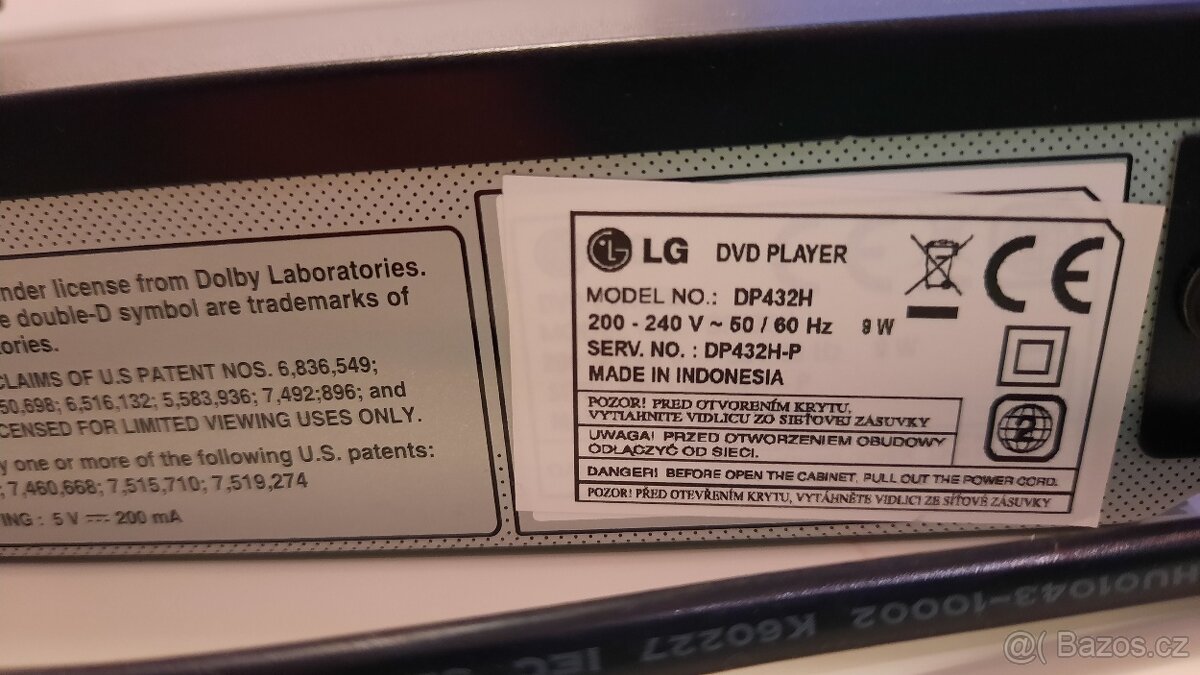 nder license from Dolby Laboratories.
e double-D symbol are trademarks of
ories.
CLAIMS OF U.S PATENT NOS. 6,836,549;
50,698; 6,516,132; 5,583,936; 7,492;896; and
CENSED FOR LIMITED VIEWING USES ONLY.
y one or more of the following U.S. patents:
; 7,460,668; 7,515,710; 7,519,274
ING : 5 V 200 mA
LG DVD PLAYER
MODEL NO.: DP432H
200 - 240 V ~ 50 / 60 Hz 9 W
SERV. NO. : DP432H-P
MADE IN INDONESIA
POZOR! PRED OTVORENÍM KRYTU,
VYTIAHNITE VIDLICU ZO SIEŤOVEJ ZÁSUVKY
UWAGA! PRZED OTWORZENIEM OBUDOWY
ODŁĄCZYĆ OD SIECI.
DANGER! BEFORE OPEN THE CABINET, PULL OUT THE POWER CORD.
POZOR! PŘED OTEVŘENÍM KRYTU, VYTÁHNĚTE VIDLICI ZE SÍŤOVÉ ZÁSUVKY
CE
2
HU01043-10002 K60227 IEC
@( Bazos.cz